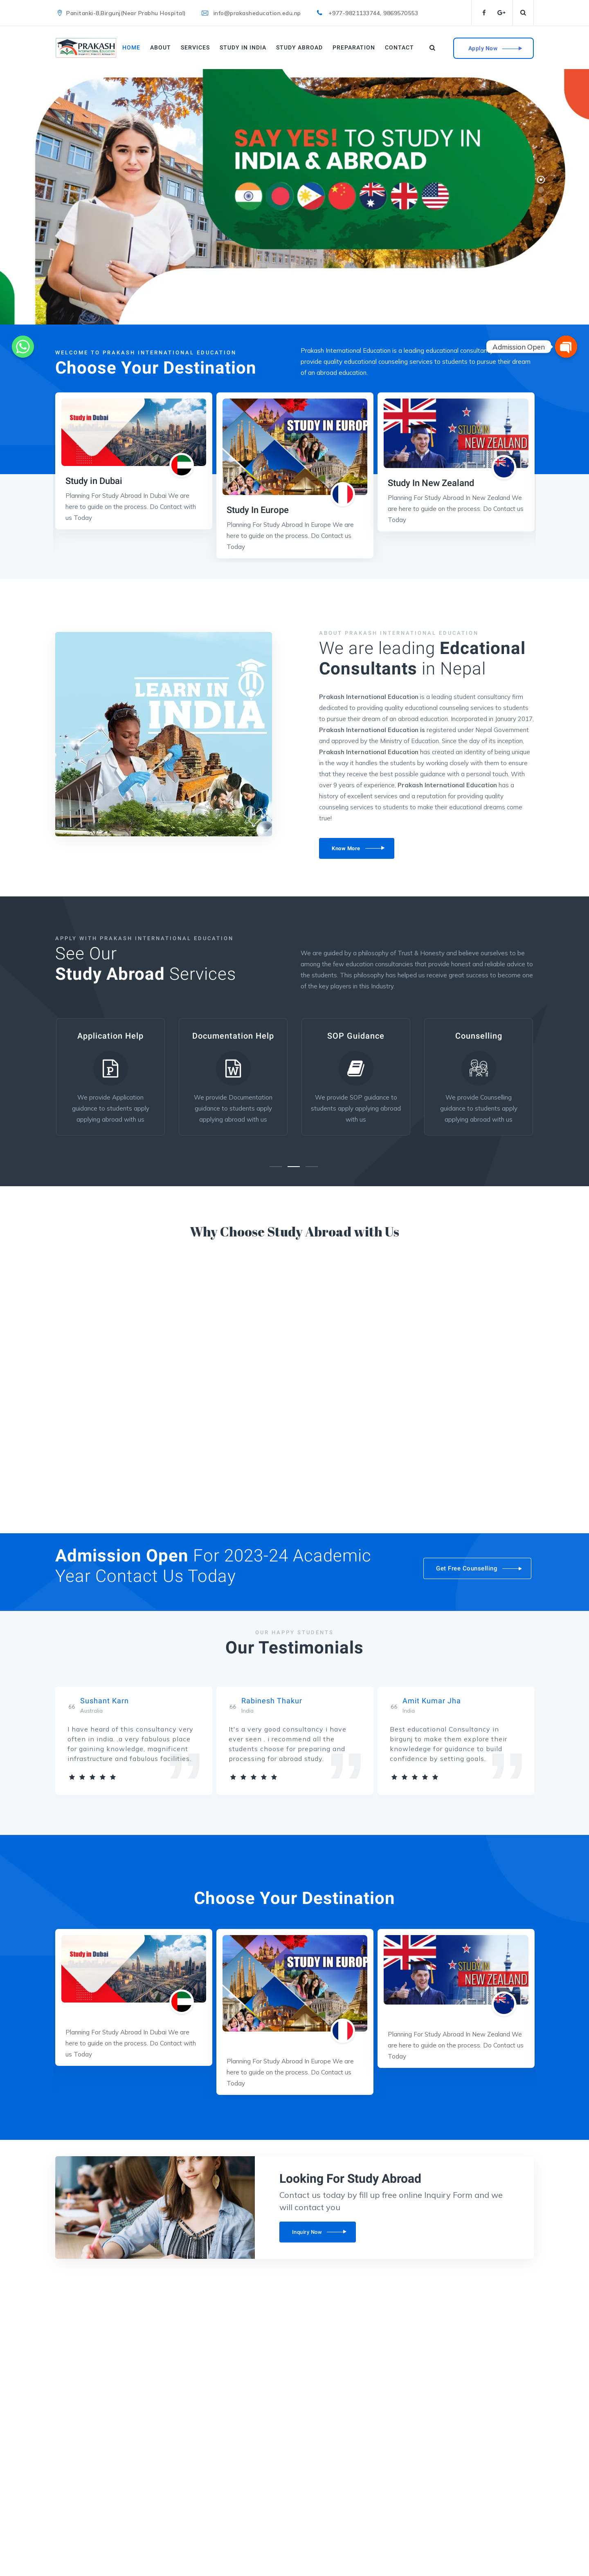 Panitanki-8,Birgunj(Near Prabhu Hospital)
info@prakasheducation.edu.np
+977-9821133744, 9869570553
PRAKASH
HOME
ABOUT
SERVICES
STUDY IN INDIA
STUDY ABROAD
PREPARATION
CONTACT
Apply Now
SAY YES! TO STUDY IN
INDIA & ABROAD
WELCOME TO PRAKASH INTERNATIONAL EDUCATION
Choose Your Destination
Prakash International Education is a leading educational consultancy
provide quality educational counseling services to students to pursue their dream
of an abroad education.
Admission Open
Study in Dubai
Study in Dubai
Planning For Study Abroad In Dubai We are
here to guide on the process. Do Contact with
us Today
STUDY IN EUROPE
Study In Europe
Planning For Study Abroad In Europe We are
here to guide on the process. Do Contact us
Today
STUDY IN
NEW ZEALAND
Study In New Zealand
Planning For Study Abroad In New Zealand We
are here to guide on the process. Do Contact us
Today
LEARN IN
INDIA
ABOUT PRAKASH INTERNATIONAL EDUCATION
We are leading Edcational
Consultants in Nepal
Prakash International Education is a leading student consultancy firm
dedicated to providing quality educational counseling services to students
to pursue their dream of an abroad education. Incorporated in January 2017.
Prakash International Education is registered under Nepal Government
and approved by the Ministry of Education. Since the day of its inception,
Prakash International Education has created an identity of being unique
in the way it handles the students by working closely with them to ensure
that they receive the best possible guidance with a personal touch. With
over 9 years of experience, Prakash International Education has a
history of excellent services and a reputation for providing quality
counseling services to students to make their educational dreams come
true!
Know More
APPLY WITH PRAKASH INTERNATIONAL EDUCATION
See Our
Study Abroad Services
We are guided by a philosophy of Trust & Honesty and believe ourselves to be
among the few education consultancies that provide honest and reliable advice to
the students. This philosophy has helped us receive great success to become one
of the key players in this Industry.
Application Help
We provide Application
guidance to students apply
applying abroad with us
Documentation Help
We provide Documentation
guidance to students apply
applying abroad with us
SOP Guidance
We provide SOP guidance to
students apply applying abroad
with us
Counselling
We provide Counselling
guidance to students apply
applying abroad with us
Why Choose Study Abroad with Us
Admission Open For 2023-24 Academic
Year Contact Us Today
Get Free Counselling
OUR HAPPY STUDENTS
Our Testimonials
Sushant Karn
Australia
I have heard of this consultancy very
often in india. a very fabulous place
for gaining knowledge, magnificent
infrastructure and fabulous facilities.
Rabinesh Thakur
India
It's a very good consultancy i have
ever seen . i recommend all the
students choose for preparing and
processing for abroad study.
Amit Kumar Jha
India
Best educational Consultancy in
birgunj to make them explore their
knowledege for guidance to build
confidence by setting goals.
Choose Your Destination
Study in Dubai
Planning For Study Abroad In Dubai We are
here to guide on the process. Do Contact with
us Today
STUDY IN EUROPE
Planning For Study Abroad In Europe We are
here to guide on the process. Do Contact us
Today
STUDY IN
NEW ZEALAND
Planning For Study Abroad In New Zealand We
are here to guide on the process. Do Contact us
Today
Looking For Study Abroad
Contact us today by fill up free online Inquiry Form and we
will contact you
Inquiry Now